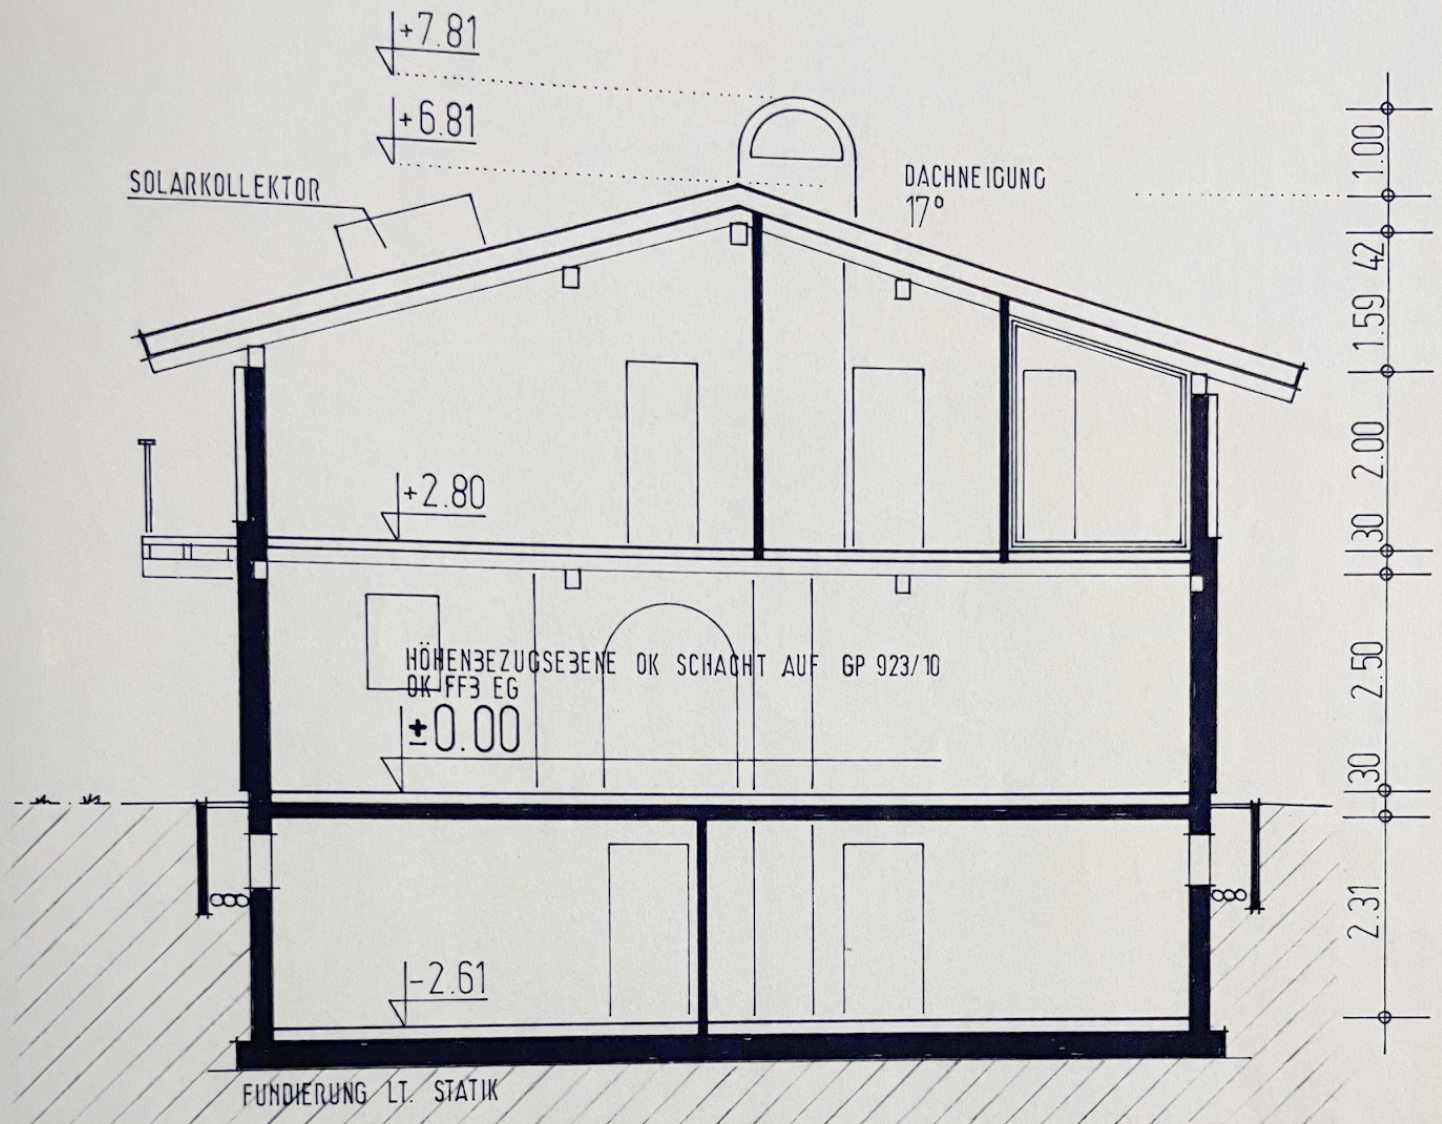 +7.81
+6.81
SOLARKOLLEKTOR
DACHNEIGUNG
17°
1.00
42
1.59
+2.80
2.00
30
HÖHENBEZUGSEBENE OK SCHACHT AUF GP 923/10
OK FFB EG
±0.00
2.50
30
-2.61
2.31
FUNDIERUNG LT. STATIK